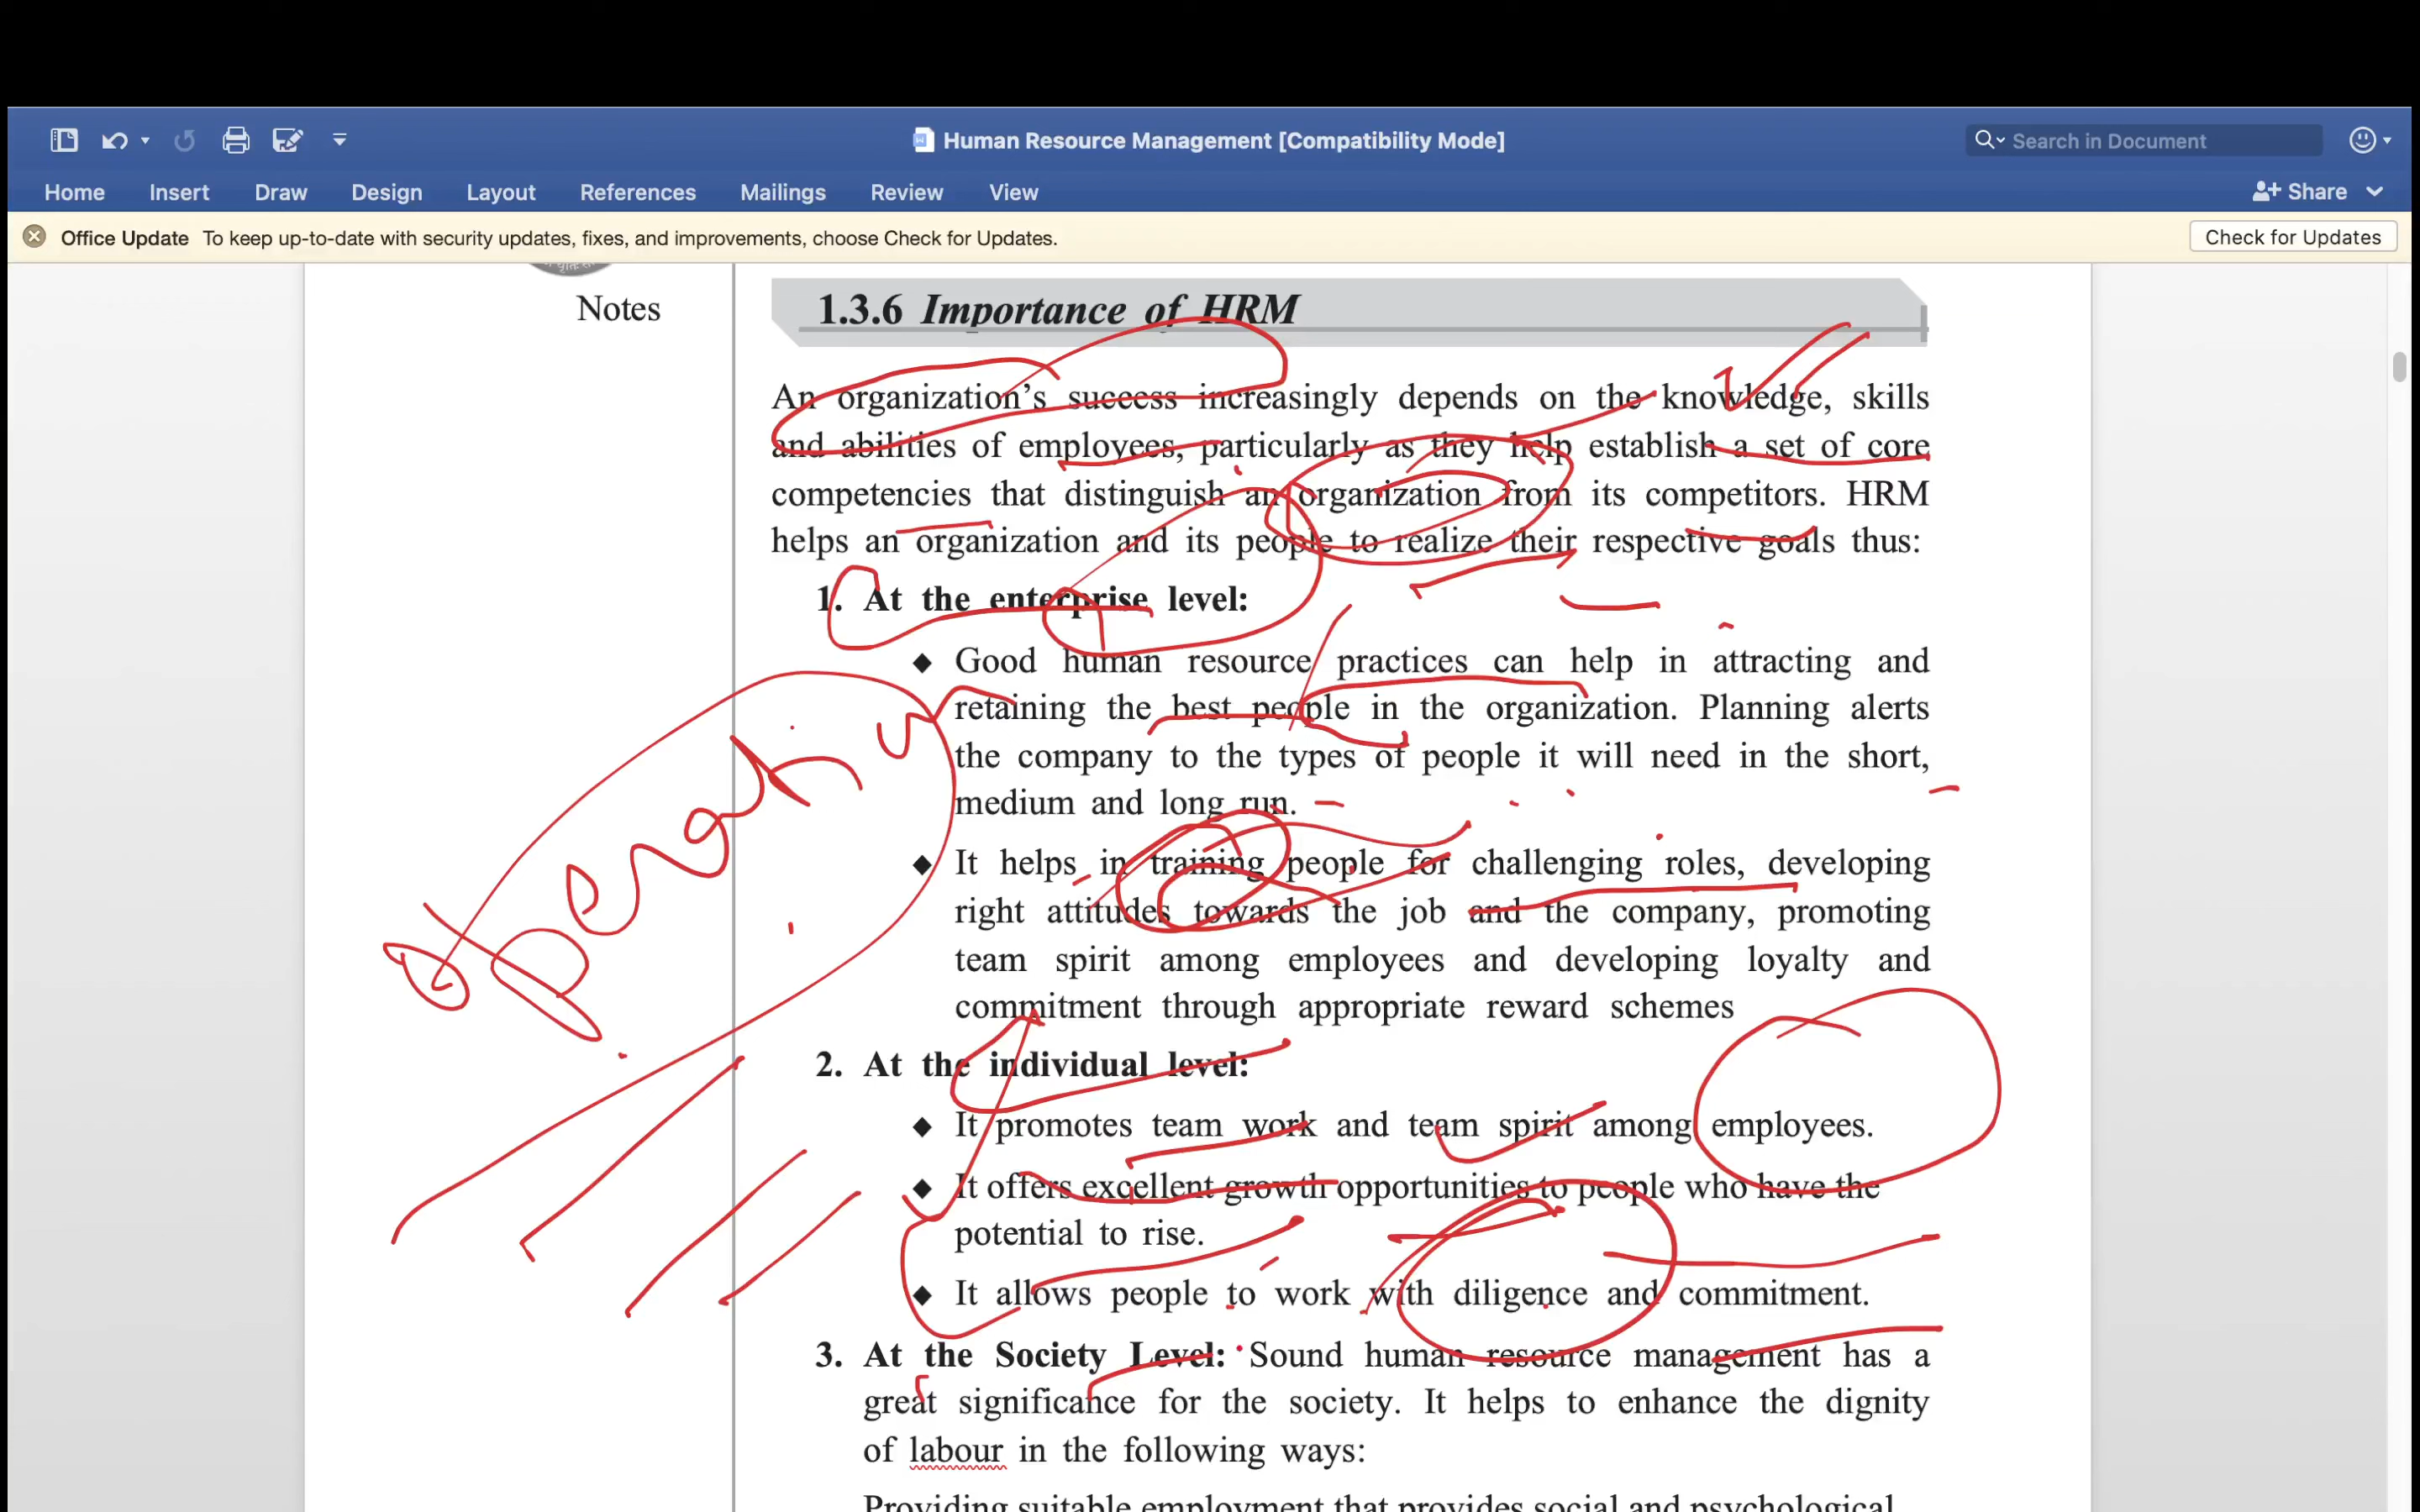 Human Resource Management [Compatibility Mode]
Search in Document
Home Insert Draw Design Layout References Mailings Review View
Share
Office Update To keep up-to-date with security updates, fixes, and improvements, choose Check for Updates.
Check for Updates
Notes
1.3.6 Importance of HRM
An organization's success increasingly depends on the knowledge, skills
and abilities of employees, particularly as they help establish a set of core
competencies that distinguish an organization from its competitors. HRM
helps an organization and its people to realize their respective goals thus:
1. At the enterprise level:
◆ Good human resource practices can help in attracting and
retaining the best people in the organization. Planning alerts
the company to the types of people it will need in the short,
medium and long run.
◆ It helps in training people for challenging roles, developing
right attitudes towards the job and the company, promoting
team spirit among employees and developing loyalty and
commitment through appropriate reward schemes
2. At the individual level:
◆ It promotes team work and team spirit among employees.
◆ It offers excellent growth opportunities to people who have the
potential to rise.
◆ It allows people to work with diligence and commitment.
3. At the Society Level: Sound human resource management has a
great significance for the society. It helps to enhance the dignity
of labour in the following ways:
Providing suitable employment that provides social and psychological